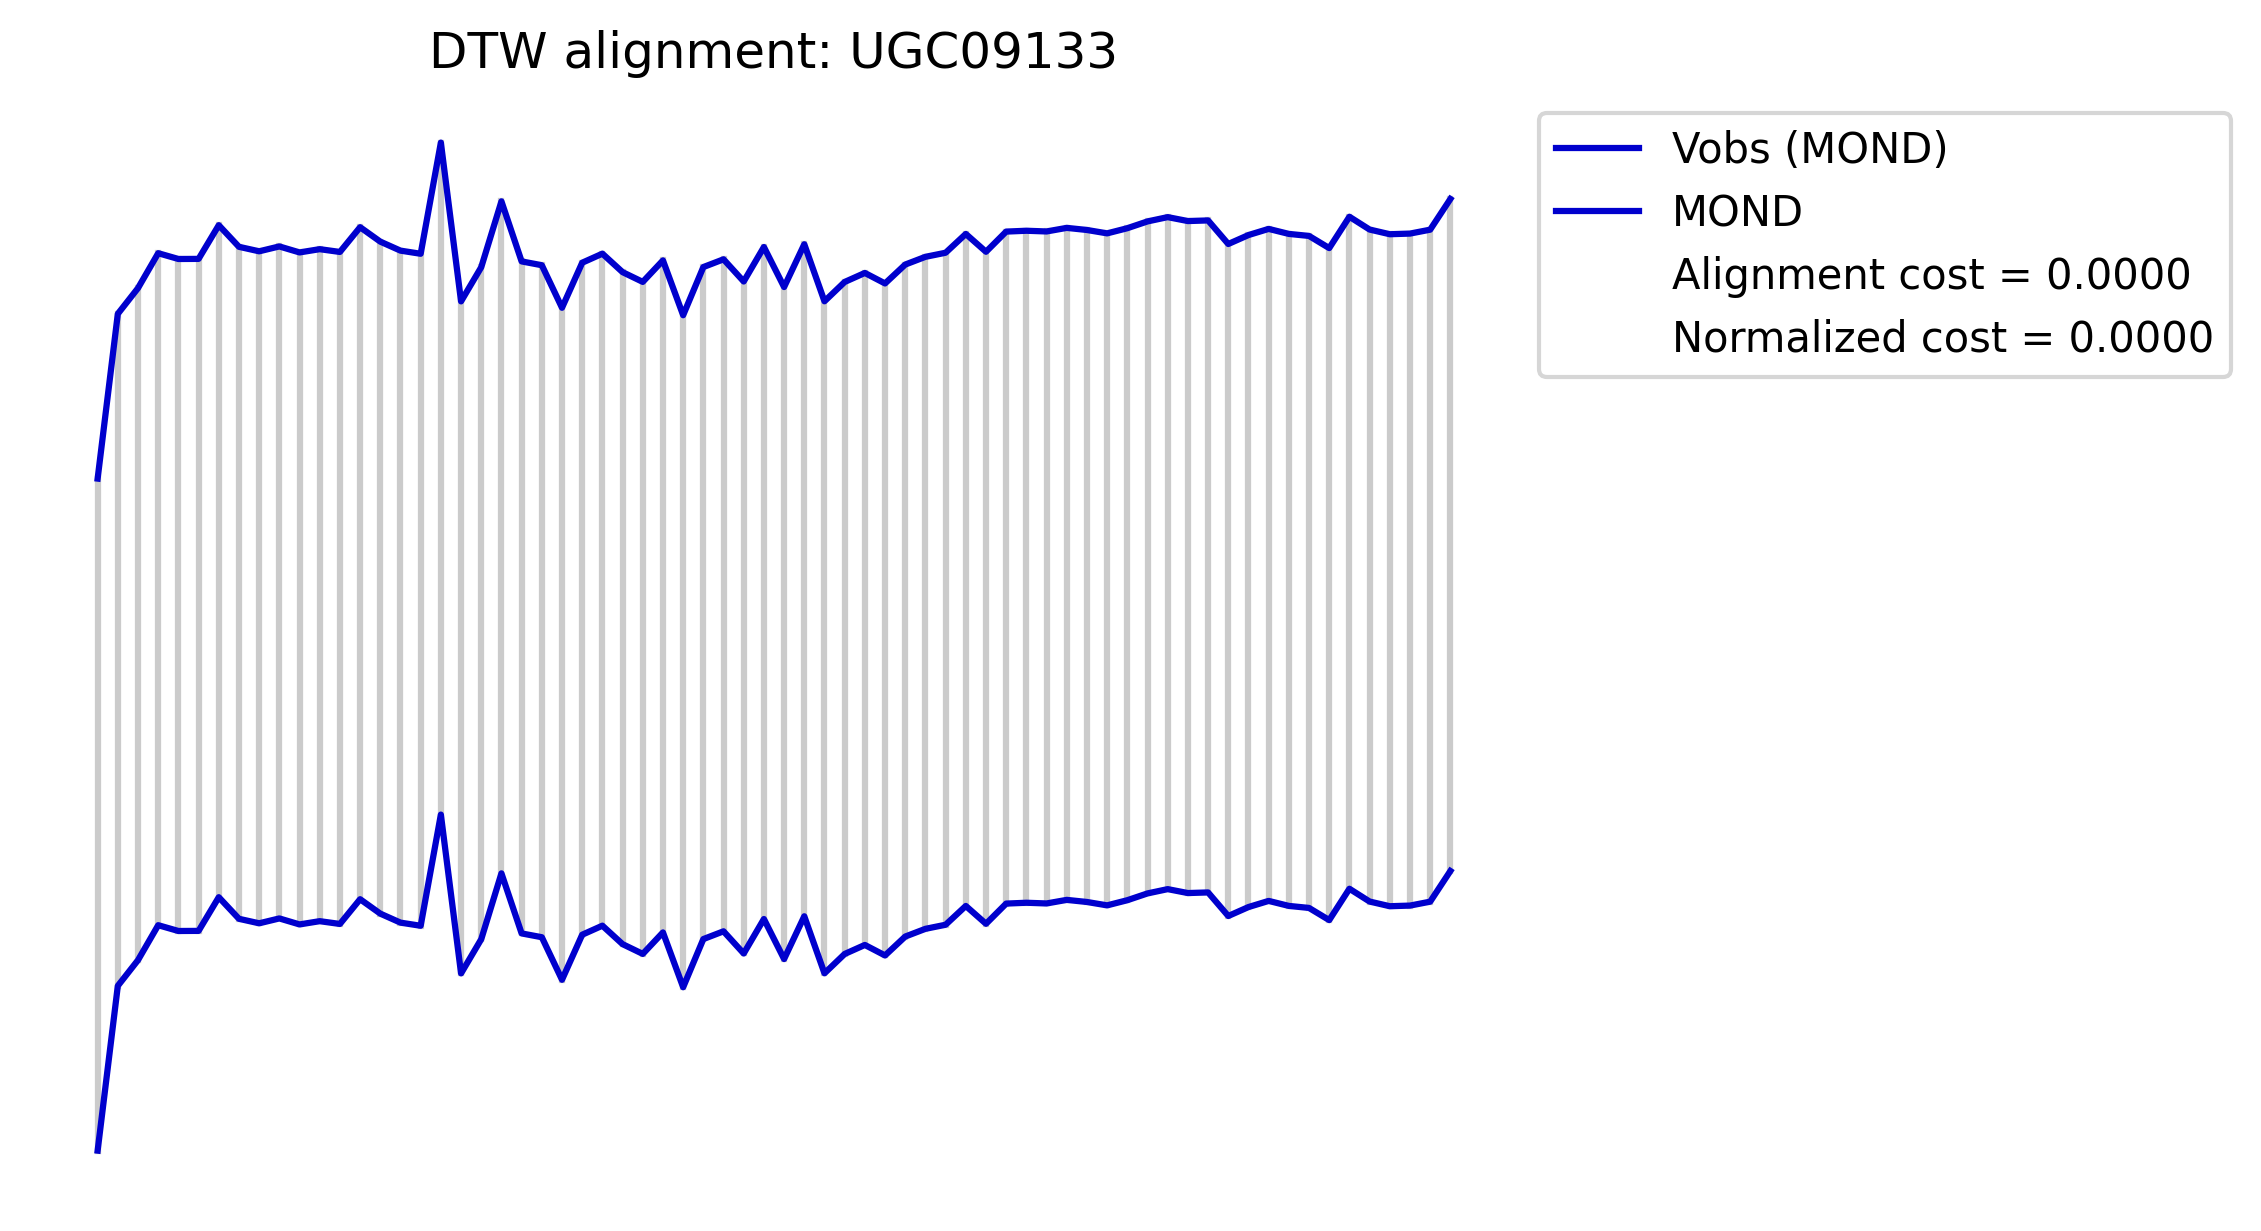 DTW alignment: UGC09133
Vobs (MOND)
MOND
Alignment cost = 0.0000
Normalized cost = 0.0000